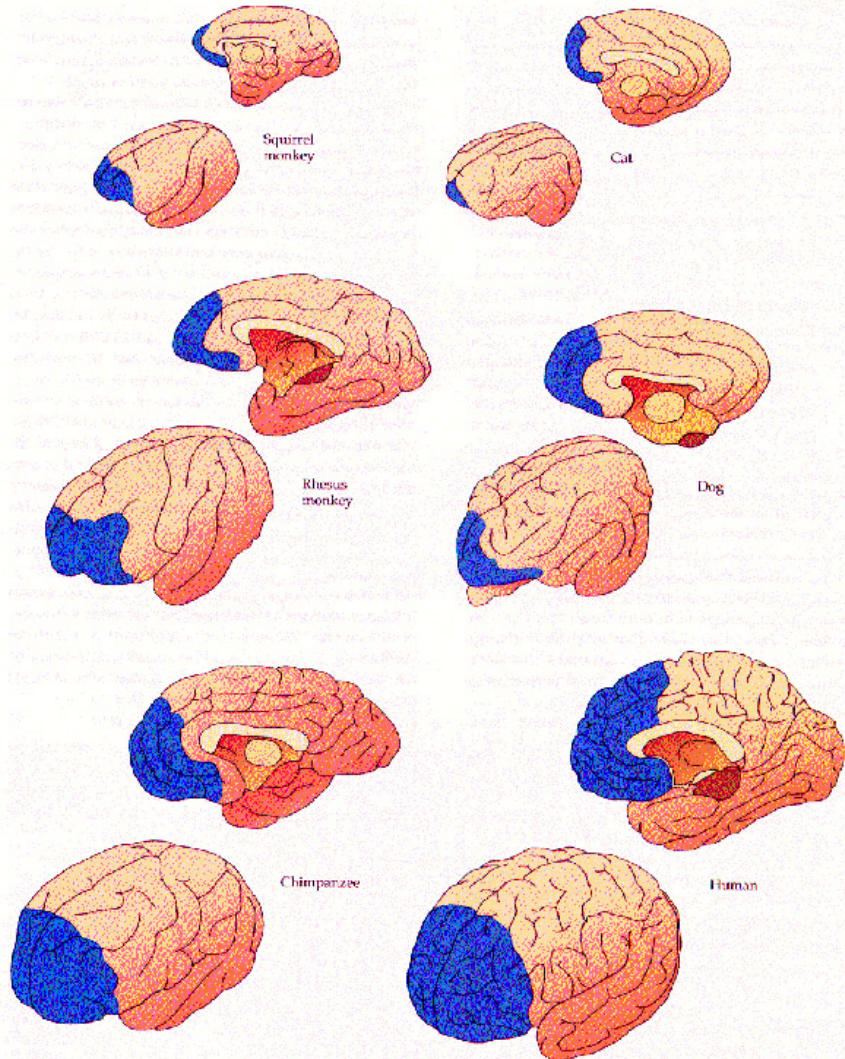 Squirrel
monkey
Cat
Rhesus
monkey
Dog
Chimpanzee
Human